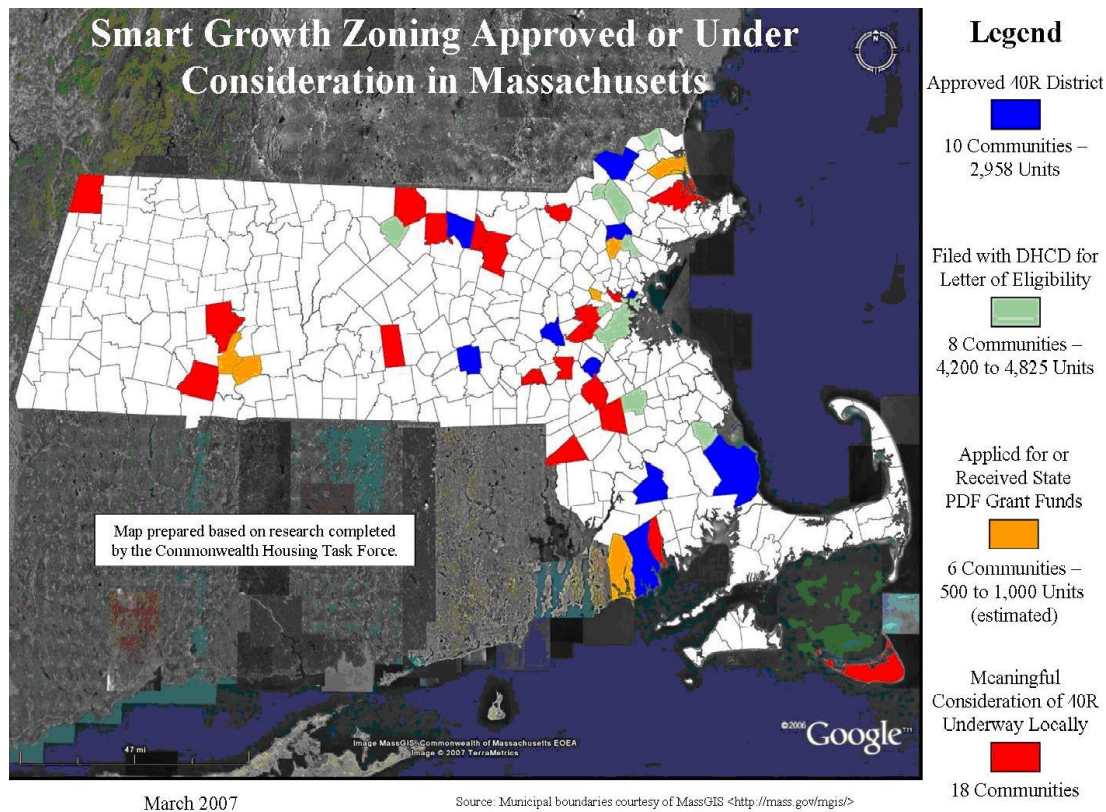 Smart Growth Zoning Approved or Under
Consideration in Massachusetts
N
Map prepared based on research completed
by the Commonwealth Housing Task Force.
47 mi
Image MassGIS, Commonwealth of Massachusetts EOEA
Image © 2007 TerraMetrics
©2006 Google™
March 2007
Source: Municipal boundaries courtesy of MassGIS <http://mass.gov/mgis/>
Legend
Approved 40R District
10 Communities –
2,958 Units
Filed with DHCD for
Letter of Eligibility
8 Communities –
4,200 to 4,825 Units
Applied for or
Received State
PDF Grant Funds
6 Communities –
500 to 1,000 Units
(estimated)
Meaningful
Consideration of 40R
Underway Locally
18 Communities